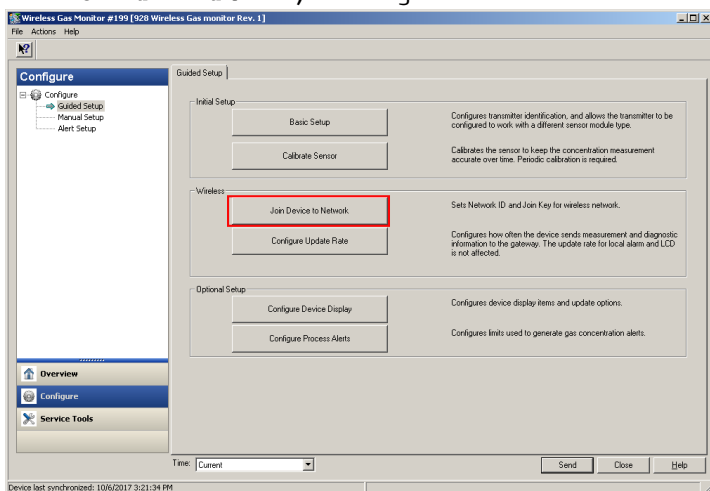 Wireless Gas Monitor #199 [928 Wireless Gas monitor Rev. 1]
File Actions Help
Configure
Guided Setup
Configure
Guided Setup
Manual Setup
Alert Setup
Initial Setup
Basic Setup
Configures transmitter identification, and allows the transmitter to be
configured to work with a different sensor module type.
Calibrate Sensor
Calibrates the sensor to keep the concentration measurement
accurate over time. Periodic calibration is required.
Wireless
Join Device to Network
Sets Network ID and Join Key for wireless network.
Configure Update Rate
Configures how often the device sends measurement and diagnostic
information to the gateway. The update rate for local alarm and LCD
is not affected.
Optional Setup
Configure Device Display
Configures device display items and update options.
Configure Process Alerts
Configures limits used to generate gas concentration alerts.
Overview
Configure
Service Tools
Time: Current
Send Close Help
Device last synchronized: 10/6/2017 3:21:34 PM